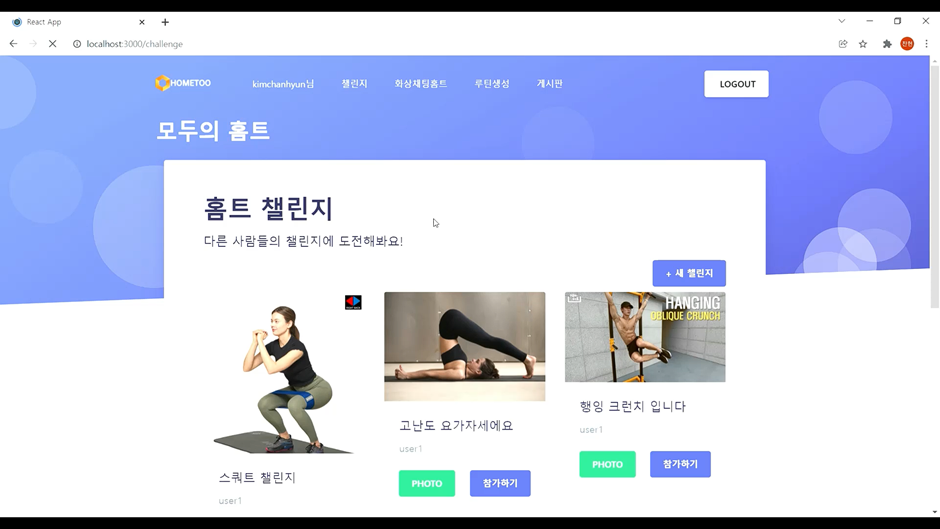 React App
localhost:3000/challenge
찬현
HOMETOO
kimchanhyun님
챌린지
화상채팅홈트
루틴생성
게시판
LOGOUT
모두의 홈트
홈트 챌린지
다른 사람들의 챌린지에 도전해봐요!
+ 새 챌린지
HANGING
OBLIQUE CRUNCH
스쿼트 챌린지
user1
고난도 요가자세에요
user1
PHOTO
참가하기
행잉 크런치 입니다
user1
PHOTO
참가하기